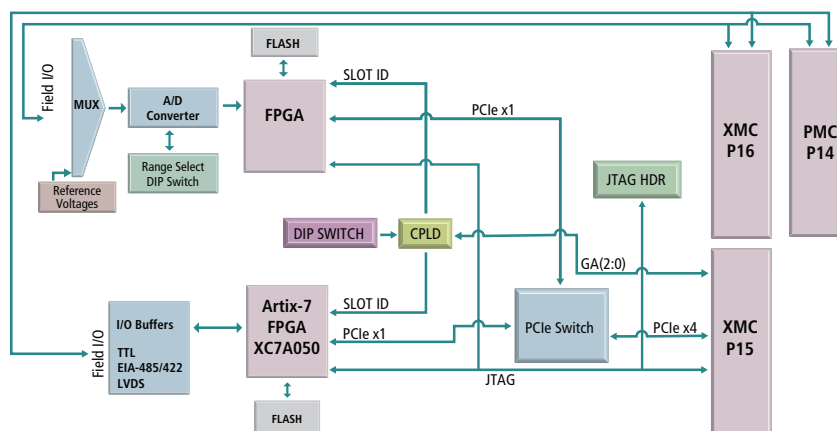 FLASH
Field I/O
MUX
A/D
Converter
FPGA
SLOT ID
PCIe x1
XMC
P16
PMC
P14
Range Select
DIP Switch
Reference
Voltages
JTAG HDR
DIP SWITCH
CPLD
GA(2:0)
Field I/O
I/O Buffers
TTL
EIA-485/422
LVDS
Artix-7
FPGA
XC7A050
SLOT ID
PCIe x1
PCIe Switch
PCIe x4
XMC
P15
JTAG
FLASH